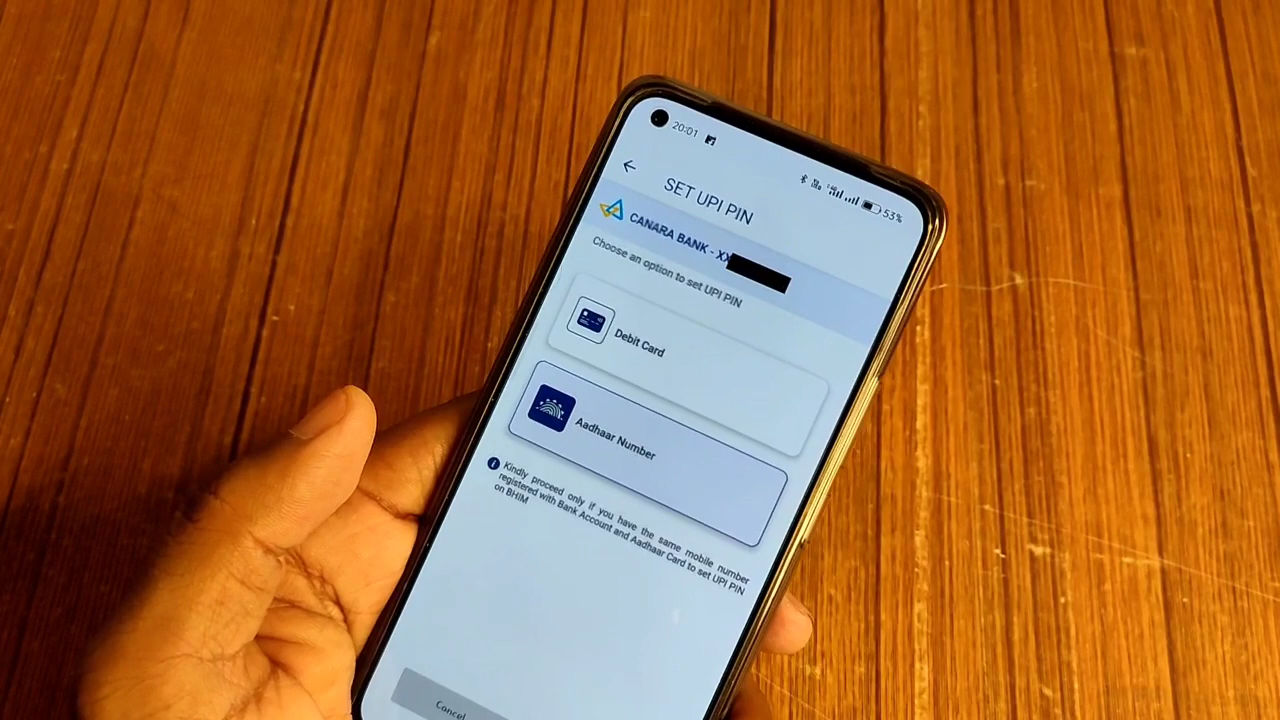 20:01
53%
SET UPI PIN
CANARA BANK - XX
Choose an option to set UPI PIN
Debit Card
Aadhaar Number
Kindly proceed only if you have the same mobile number
registered with Bank Account and Aadhaar Card to set UPI PIN
on BHIM
Cancel